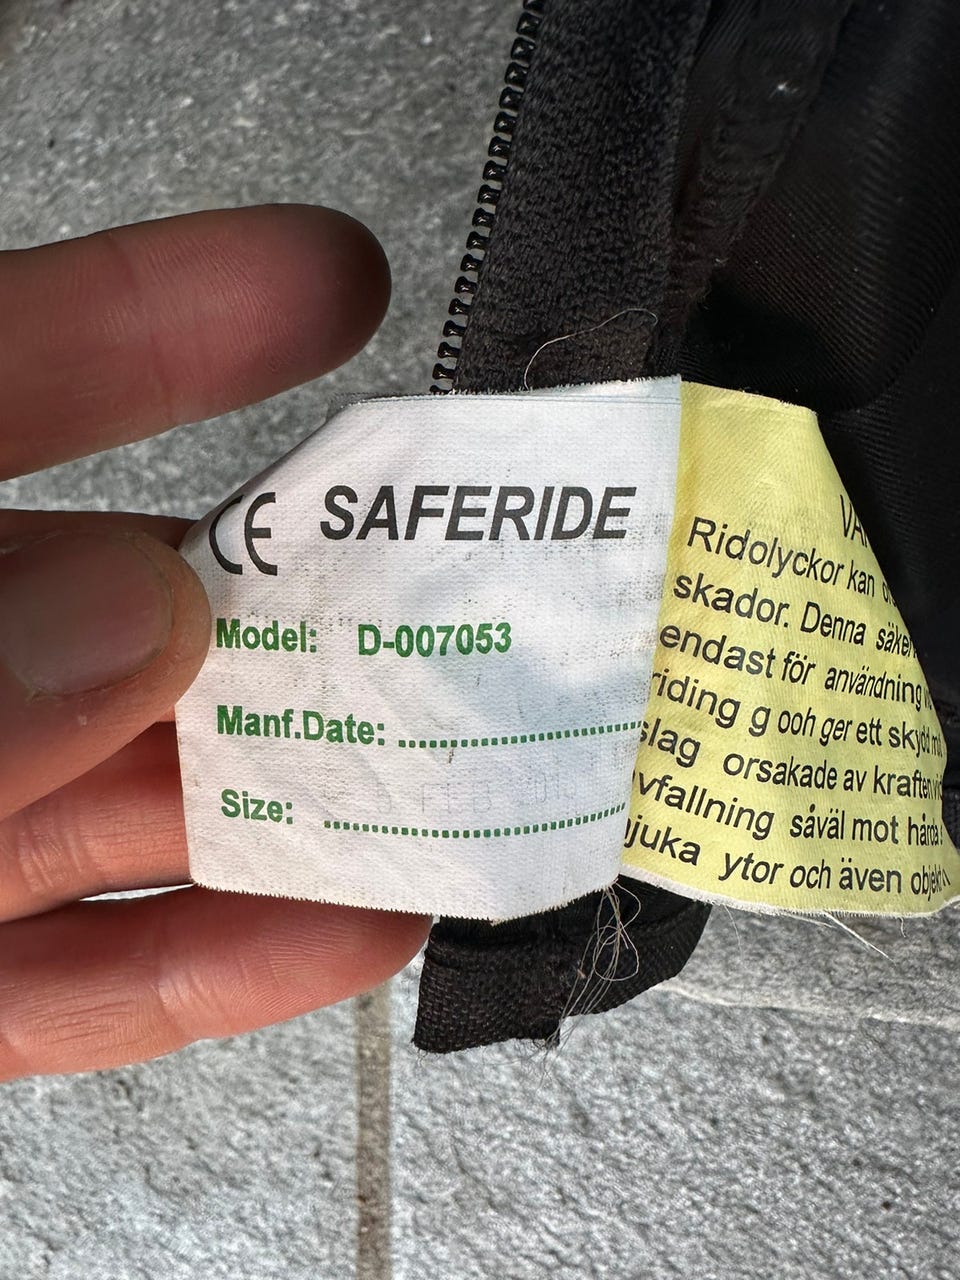 CE SAFERIDE
Model: D-007053
Manf.Date:
Size:
Ridolyckor kan
skador. Denna
endast för användning
riding g ooh ger ett skydd
slag orsakade av kraften
vfallning såväl mot hårda
juka ytor och även